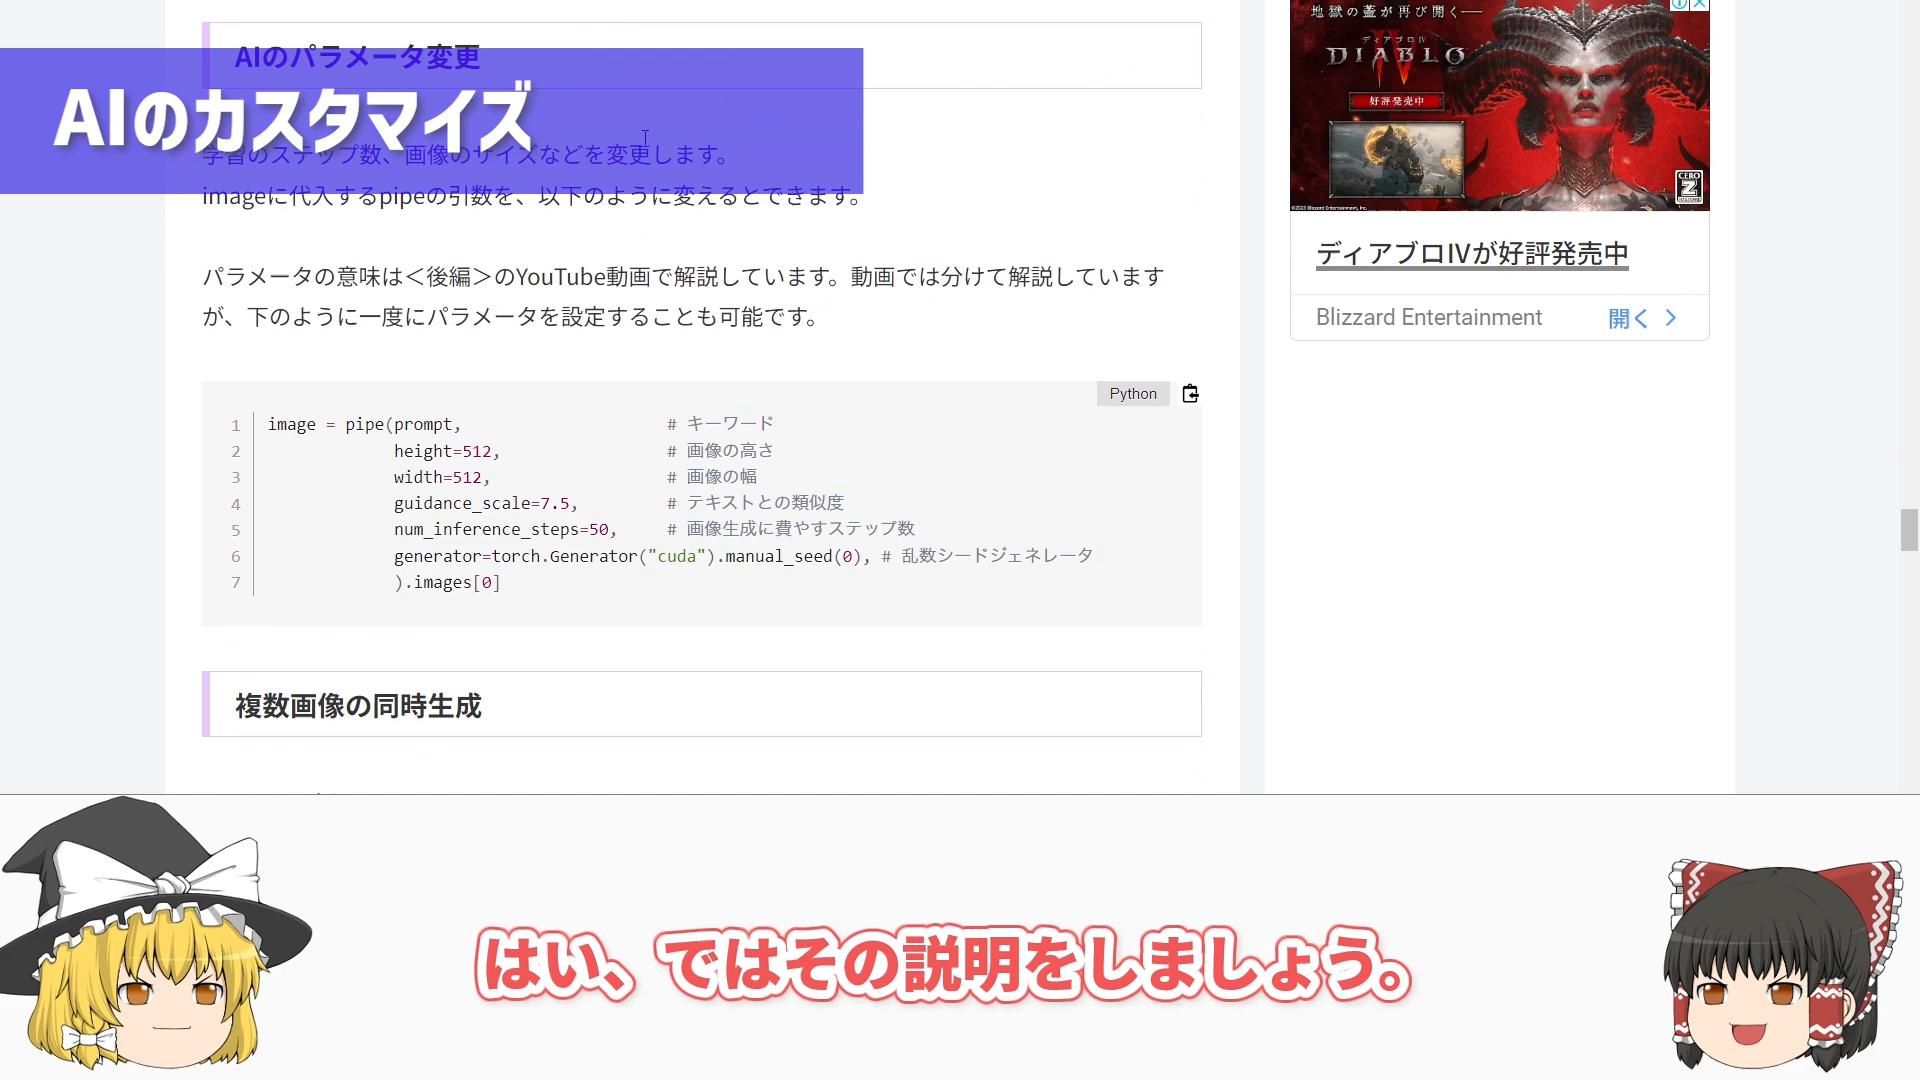 AIのパラメータ変更
AIのカスタマイズ
学習のステップ数、画像のサイズなどを変更します。
imageに代入するpipeの引数を、以下のように変えるとできます。
パラメータの意味は＜後編＞のYouTube動画で解説しています。動画では分けて解説しています
が、下のように一度にパラメータを設定することも可能です。
Python
1 image = pipe(prompt, # キーワード
2 height=512, # 画像の高さ
3 width=512, # 画像の幅
4 guidance_scale=7.5, # テキストとの類似度
5 num_inference_steps=50, # 画像生成に費やすステップ数
6 generator=torch.Generator("cuda").manual_seed(0), # 乱数シードジェネレータ
7 ).images[0]
複数画像の同時生成
地獄の蓋が再び開く――
ディアブロIV
DIABLO
IV
好評発売中
CERO
Z
©2023 Blizzard Entertainment, Inc.
ディアブロIVが好評発売中
Blizzard Entertainment
開く
はい、ではその説明をしましょう。